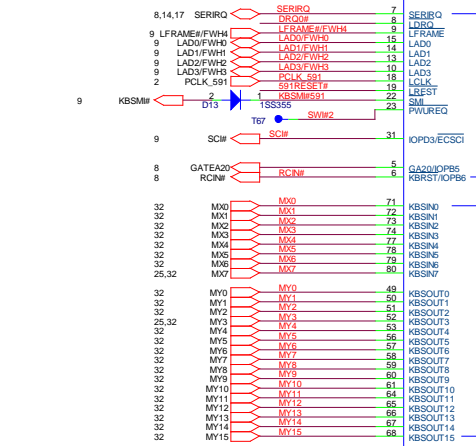 8,14,17 SERIRQ SERIRQ 7 SERIRQ
DRQ0# 8 LDRQ
9 LFRAME#/FWH4 LFRAME#/FWH4 9 LFRAME
9 LAD0/FWH0 LAD0/FWH0 15 LAD0
9 LAD1/FWH1 LAD1/FWH1 14 LAD1
9 LAD2/FWH2 LAD2/FWH2 13 LAD2
9 LAD3/FWH3 LAD3/FWH3 10 LAD3
2 PCLK_591 PCLK_591 18 LCLK
591RESET# 19 LREST
9 KBSMI# 2 D13 1 1SS355 KBSMI#591 22 SMI
T67 SWI#2 23 PWUREQ
9 SCI# SCI# 31 IOPD3/ECSCI
8 GATEA20 5 GA20/IOPB5
8 RCIN# RCIN# 6 KBRST/IOPB6
32 MX0 MX0 71 KBSIN0
32 MX1 MX1 72 KBSIN1
32 MX2 MX2 73 KBSIN2
32 MX3 MX3 74 KBSIN3
32 MX4 MX4 77 KBSIN4
32 MX5 MX5 78 KBSIN5
32 MX6 MX6 79 KBSIN6
25,32 MX7 MX7 80 KBSIN7
32 MY0 MY0 49 KBSOUT0
32 MY1 MY1 50 KBSOUT1
32 MY2 MY2 51 KBSOUT2
25,32 MY3 MY3 52 KBSOUT3
32 MY4 MY4 53 KBSOUT4
32 MY5 MY5 56 KBSOUT5
32 MY6 MY6 57 KBSOUT6
32 MY7 MY7 58 KBSOUT7
32 MY8 MY8 59 KBSOUT8
32 MY9 MY9 60 KBSOUT9
32 MY10 MY10 61 KBSOUT10
32 MY11 MY11 64 KBSOUT11
32 MY12 MY12 65 KBSOUT12
32 MY13 MY13 66 KBSOUT13
32 MY14 MY14 67 KBSOUT14
32 MY15 MY15 68 KBSOUT15